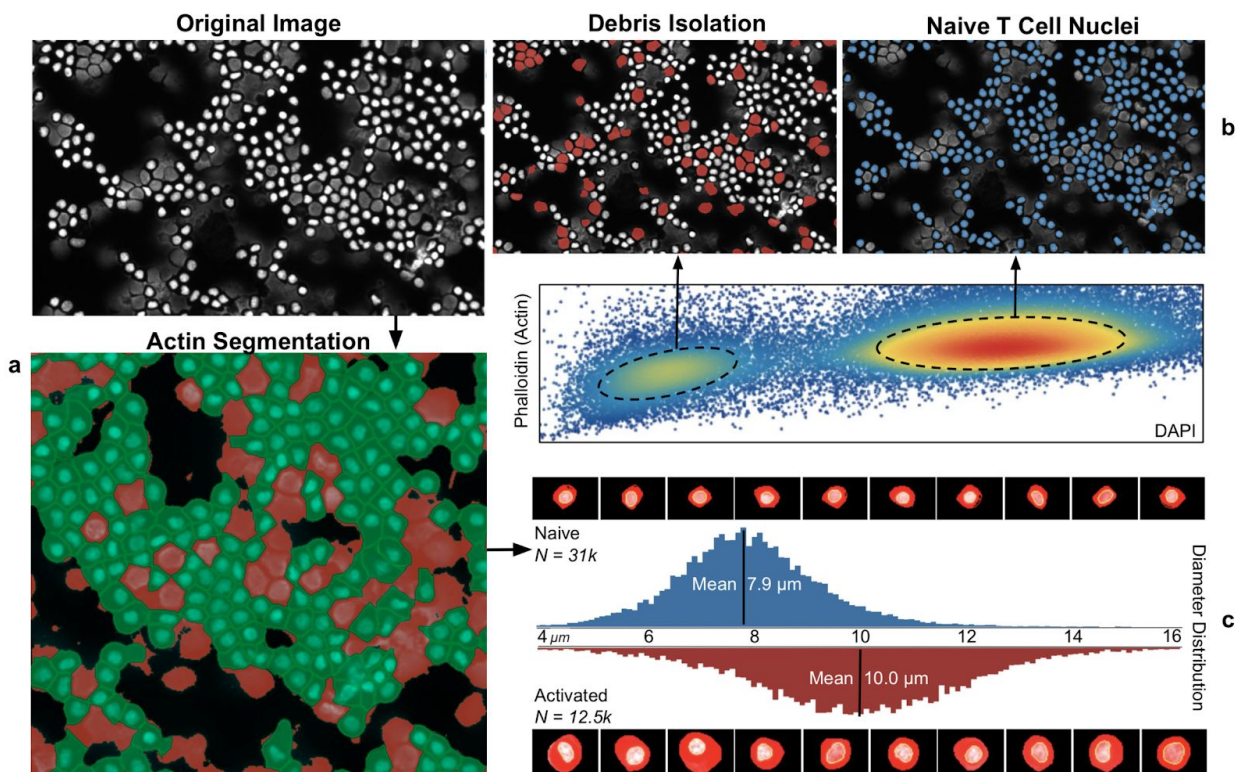 Original Image
Debris Isolation
Naive T Cell Nuclei
b
Actin Segmentation
a
Phalloidin (Actin)
DAPI
Naive
N = 31k
Mean 7.9 µm
4 µm 6 8 10 12 14 16
Mean 10.0 µm
Activated
N = 12.5k
Diameter Distribution
c